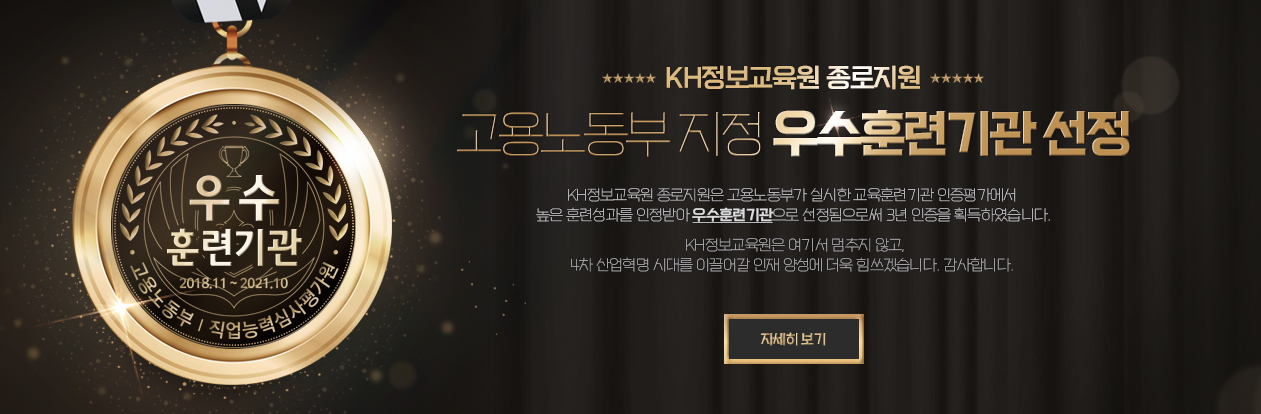 우수
훈련기관
2018.11 ~ 2021.10
고용노동부 | 직업능력심사평가원
★★★★★ KH정보교육원 종로지원 ★★★★★
고용노동부 지정 우수훈련기관 선정
KH정보교육원 종로지원은 고용노동부가 실시한 교육훈련기관 인증평가에서
높은 훈련성과를 인정받아 우수훈련기관으로 선정됨으로써 3년 인증을 획득하였습니다.
KH정보교육원은 여기서 멈추지 않고,
4차 산업혁명 시대를 이끌어갈 인재 양성에 더욱 힘쓰겠습니다. 감사합니다.
자세히 보기